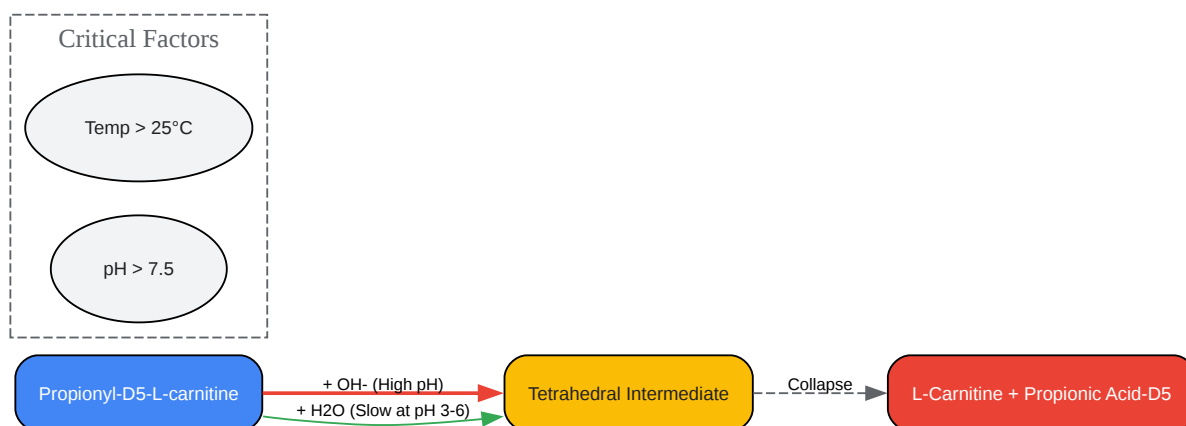 Critical Factors
Temp > 25°C
pH > 7.5
Propionyl-D5-L-carnitine
+ OH- (High pH)
+ H2O (Slow at pH 3-6)
Tetrahedral Intermediate
Collapse
L-Carnitine + Propionic Acid-D5